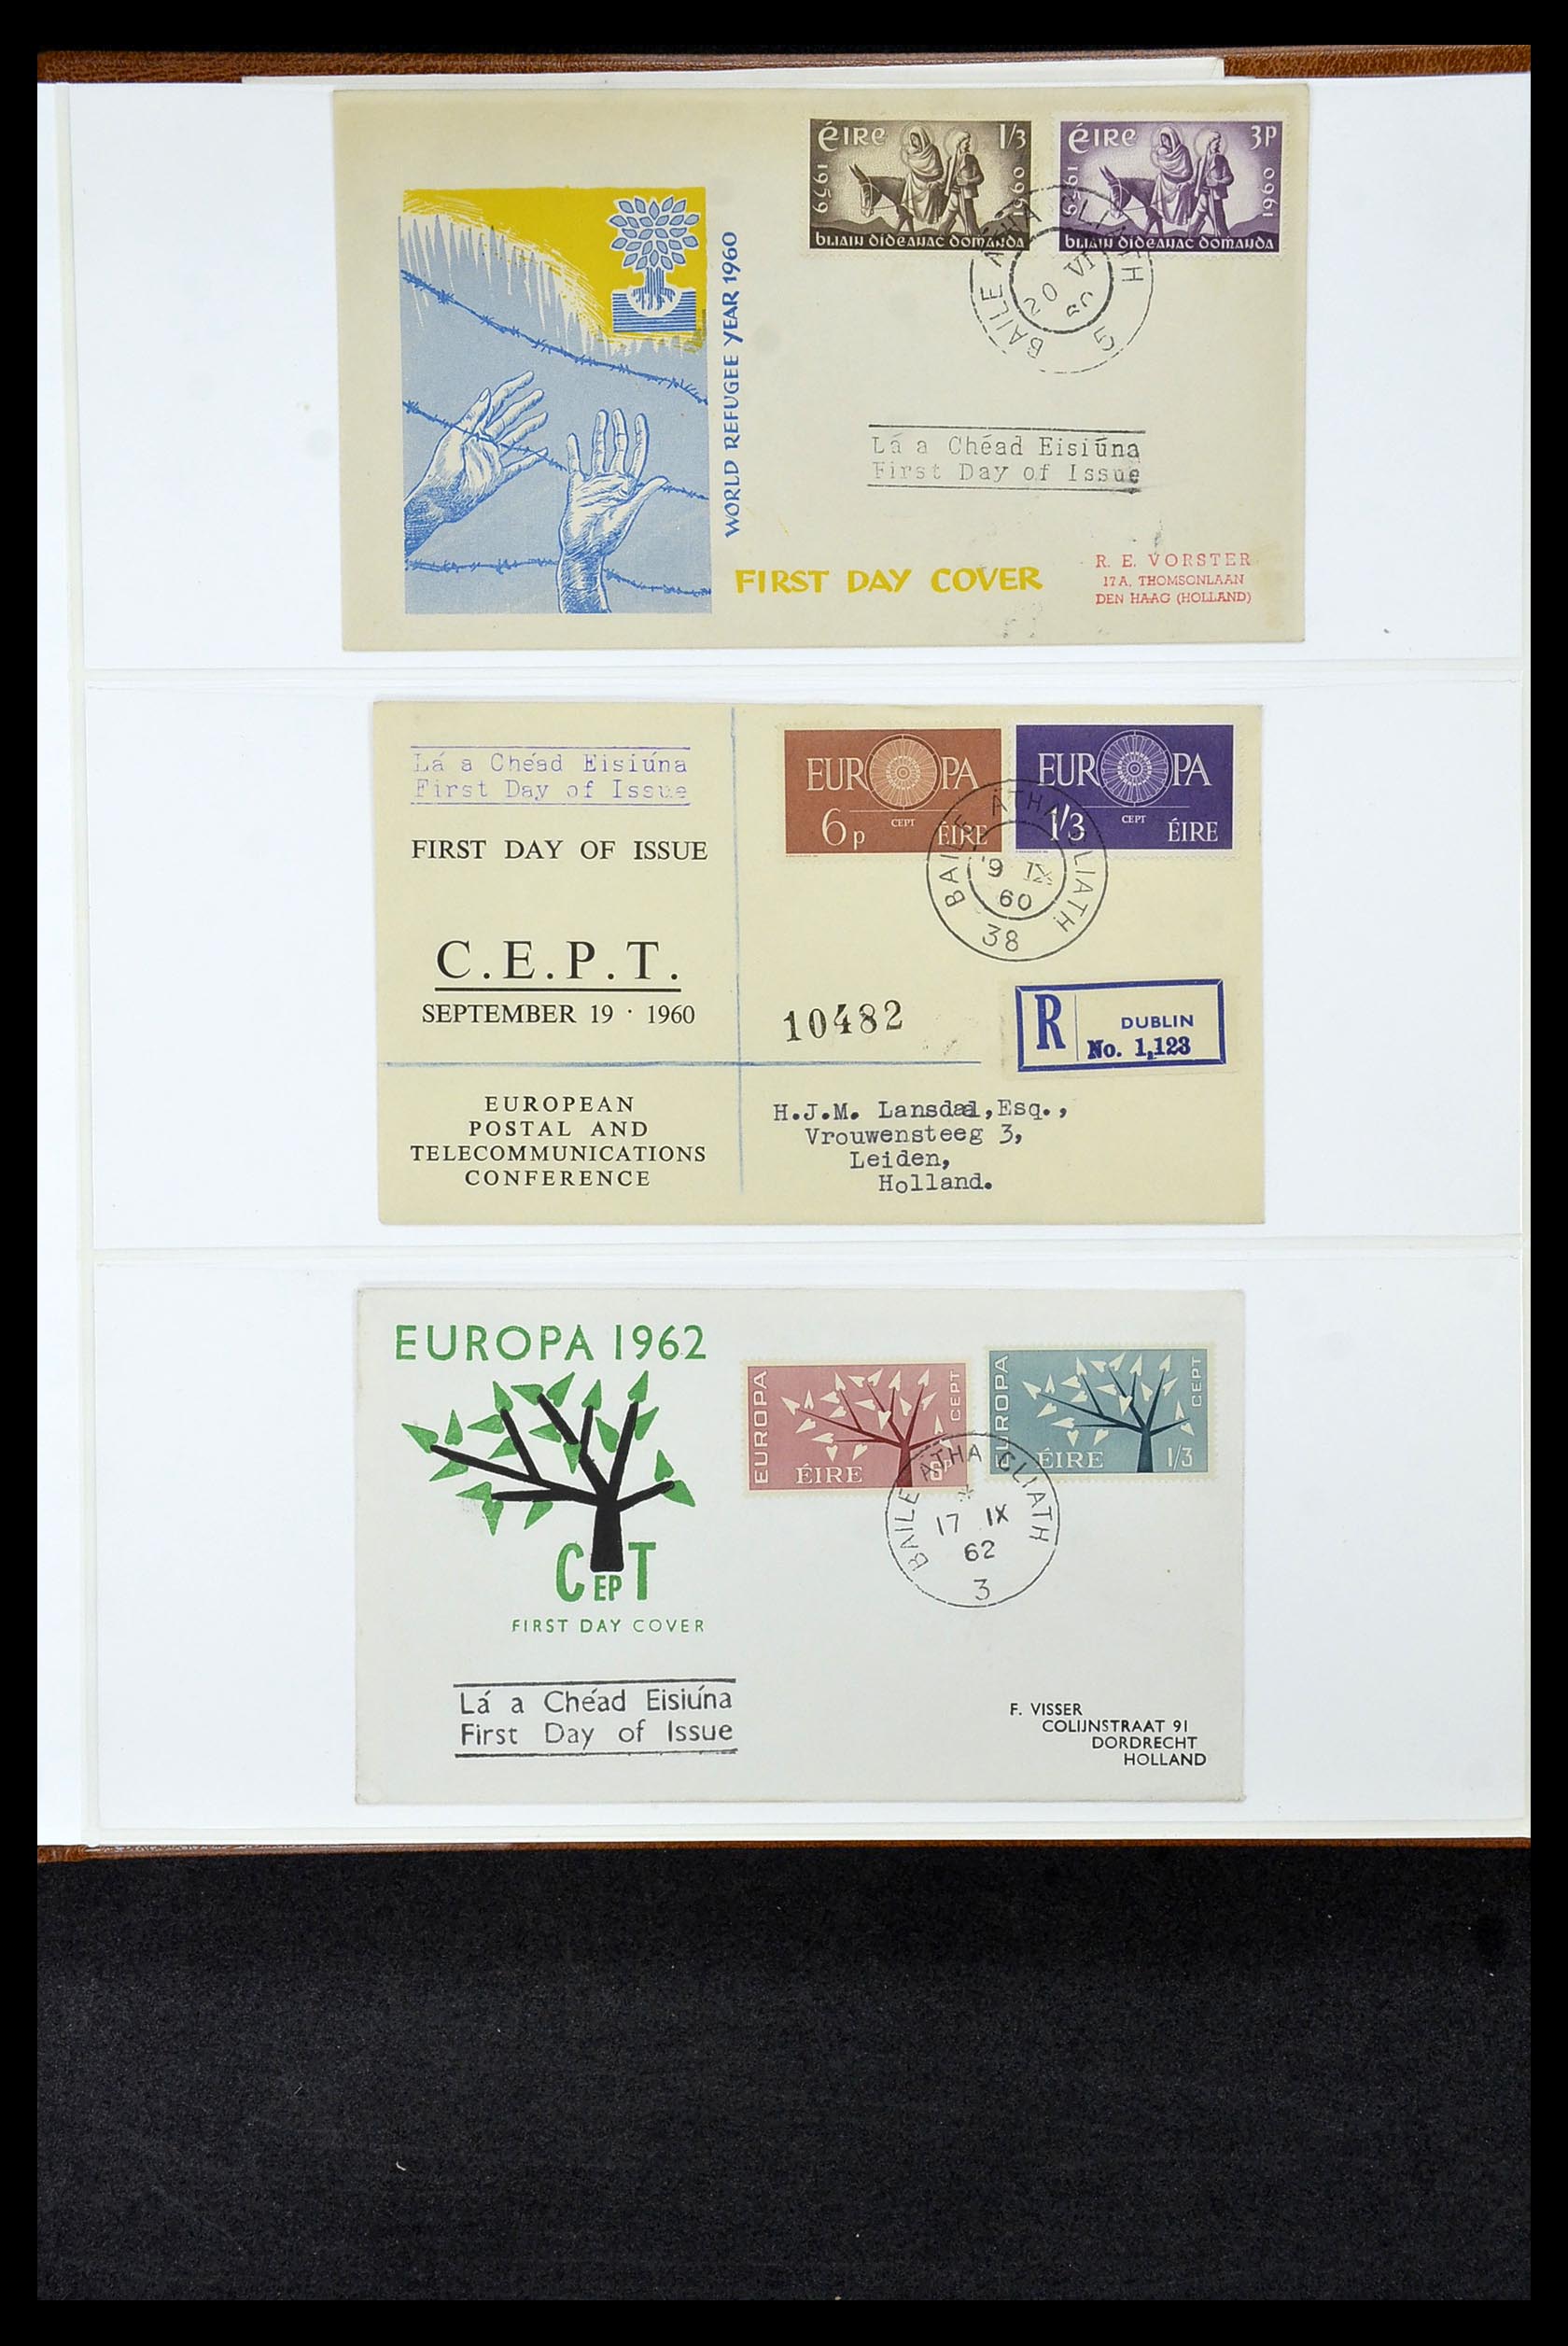 éire 1/3
1959
1960
bliain dídeanac domanda
éire 3p
1959
1960
bliain dídeanac domanda
BAILE ÁTHA CLIATH
20 VI
60
5
WORLD REFUGEE YEAR 1960
Lá a Chéad Eisiúna
First Day of Issue
FIRST DAY COVER
R. E. VORSTER
17A, THOMSONLAAN
DEN HAAG (HOLLAND)
Lá a Chéad Eisiúna
First Day of Issue
FIRST DAY OF ISSUE
C.E.P.T.
SEPTEMBER 19 · 1960
EUROPEAN
POSTAL AND
TELECOMMUNICATIONS
CONFERENCE
EUROPA
CEPT
6p ÉIRE
EUROPA
CEPT
1/3 ÉIRE
BAILE ÁTHA CLIATH
19 IX
60
38
10482
R DUBLIN
No. 1,123
H.J.M. Lansdaal,Esq.,
Vrouwensteeg 3,
Leiden,
Holland.
EUROPA 1962
CEPT
FIRST DAY COVER
Lá a Chéad Eisiúna
First Day of Issue
EUROPA
CEPT
ÉIRE 6p
EUROPA
CEPT
ÉIRE 1/3
BAILE ÁTHA CLIATH
17 IX
62
3
F. VISSER
COLIJNSTRAAT 91
DORDRECHT
HOLLAND